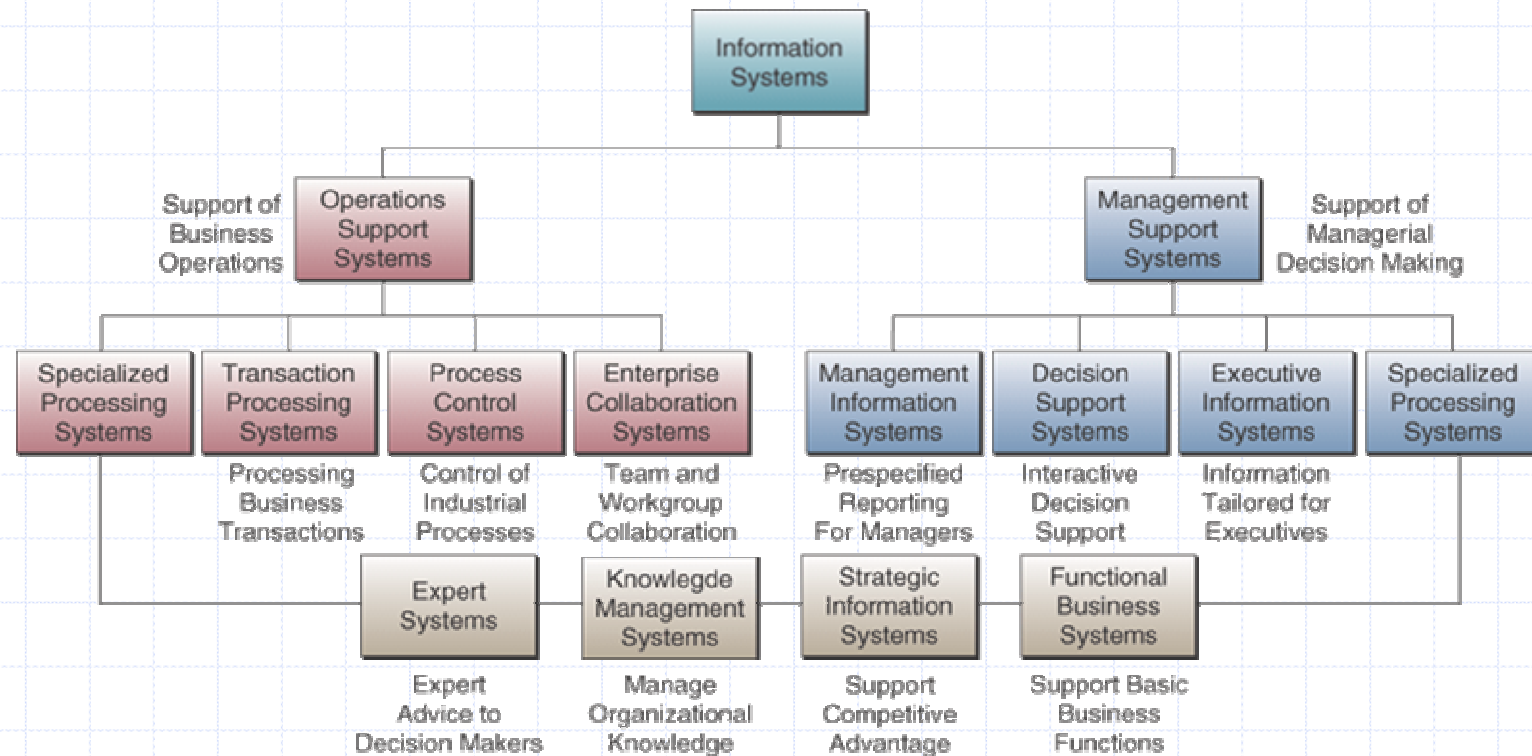 Information
Systems
Support of
Business
Operations
Operations
Support
Systems
Management
Support
Systems
Support of
Managerial
Decision Making
Specialized
Processing
Systems
Transaction
Processing
Systems
Process
Control
Systems
Enterprise
Collaboration
Systems
Management
Information
Systems
Decision
Support
Systems
Executive
Information
Systems
Specialized
Processing
Systems
Processing
Business
Transactions
Control of
Industrial
Processes
Team and
Workgroup
Collaboration
Prespecified
Reporting
For Managers
Interactive
Decision
Support
Information
Tailored for
Executives
Expert
Systems
Knowlegde
Management
Systems
Strategic
Information
Systems
Functional
Business
Systems
Expert
Advice to
Decision Makers
Manage
Organizational
Knowledge
Support
Competitive
Advantage
Support Basic
Business
Functions